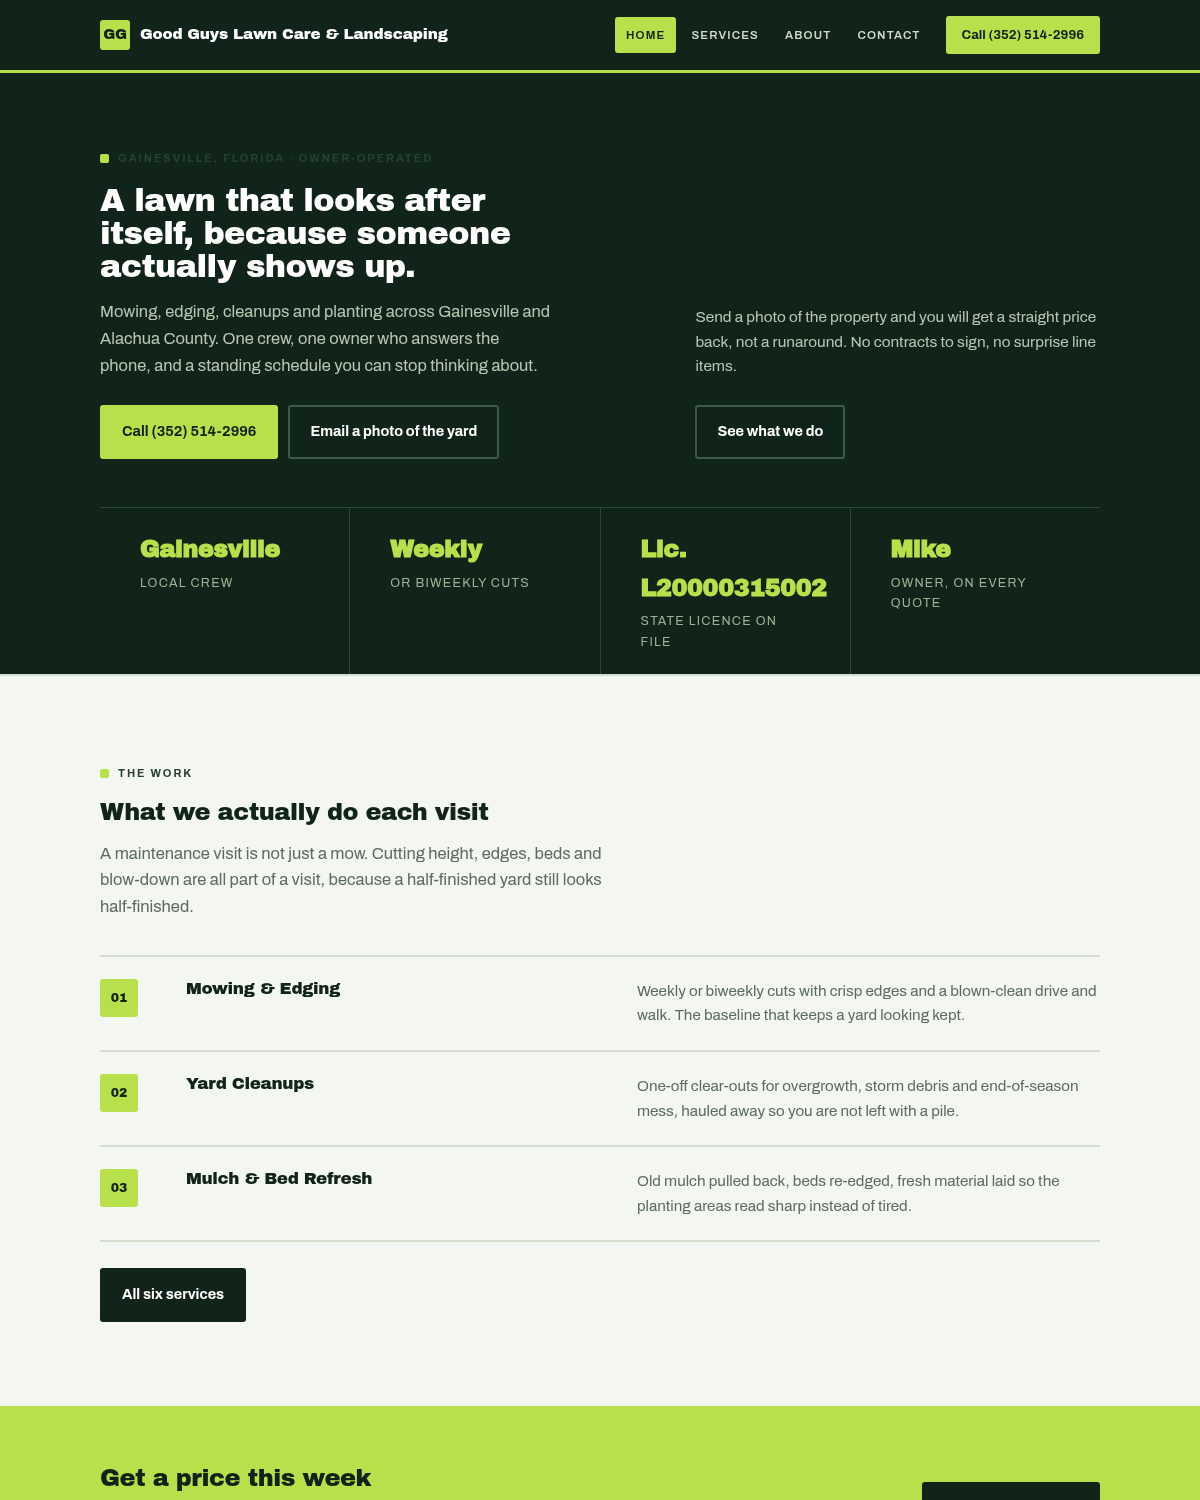 GG Good Guys Lawn Care & Landscaping
HOME SERVICES ABOUT CONTACT Call (352) 514-2996
GAINESVILLE, FLORIDA · OWNER-OPERATED
A lawn that looks after
itself, because someone
actually shows up.
Mowing, edging, cleanups and planting across Gainesville and
Alachua County. One crew, one owner who answers the
phone, and a standing schedule you can stop thinking about.
Call (352) 514-2996 Email a photo of the yard
Send a photo of the property and you will get a straight price
back, not a runaround. No contracts to sign, no surprise line
items.
See what we do
Gainesville
LOCAL CREW
Weekly
OR BIWEEKLY CUTS
Lic.
L20000315002
STATE LICENCE ON
FILE
Mike
OWNER, ON EVERY
QUOTE
THE WORK
What we actually do each visit
A maintenance visit is not just a mow. Cutting height, edges, beds and
blow-down are all part of a visit, because a half-finished yard still looks
half-finished.
01 Mowing & Edging
Weekly or biweekly cuts with crisp edges and a blown-clean drive and
walk. The baseline that keeps a yard looking kept.
02 Yard Cleanups
One-off clear-outs for overgrowth, storm debris and end-of-season
mess, hauled away so you are not left with a pile.
03 Mulch & Bed Refresh
Old mulch pulled back, beds re-edged, fresh material laid so the
planting areas read sharp instead of tired.
All six services
Get a price this week